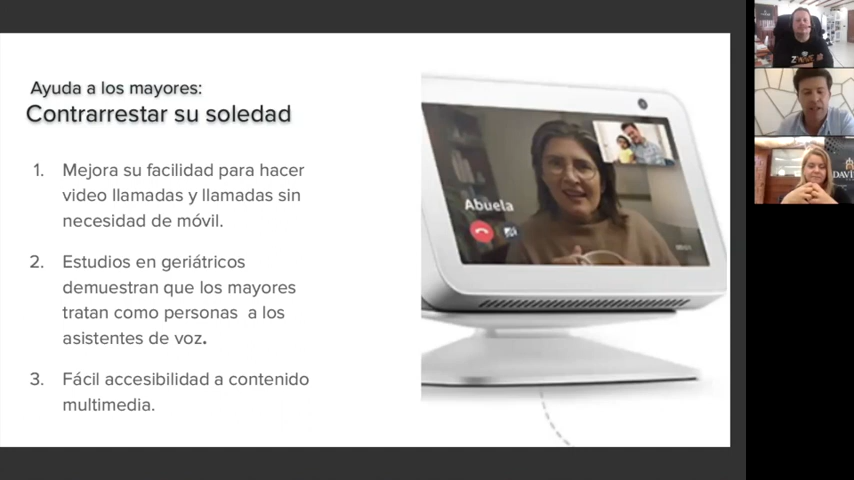 Ayuda a los mayores:
Contrarrestar su soledad
1. Mejora su facilidad para hacer
video llamadas y llamadas sin
necesidad de móvil.
2. Estudios en geriátricos
demuestran que los mayores
tratan como personas a los
asistentes de voz.
3. Fácil accesibilidad a contenido
multimedia.
Abuela
DAVI